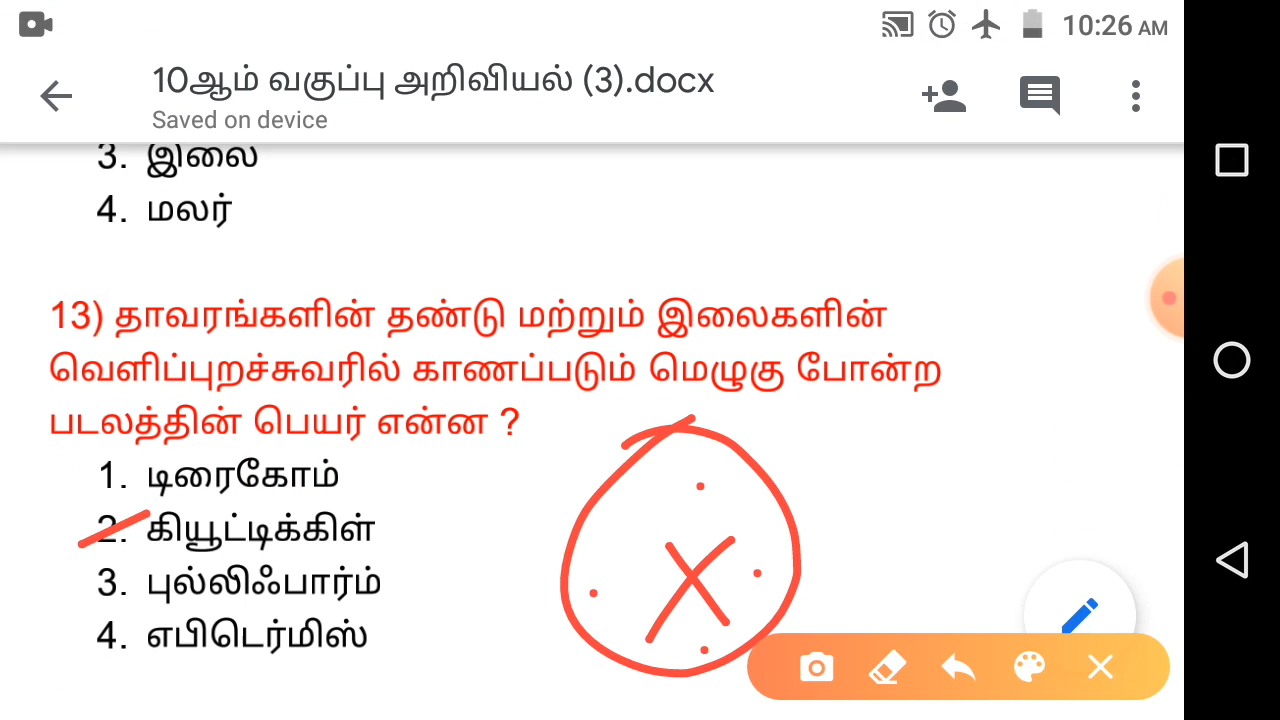 10:26 AM
10ஆம் வகுப்பு அறிவியல் (3).docx
Saved on device
3. இலை
4. மலர்
13) தாவரங்களின் தண்டு மற்றும் இலைகளின்
வெளிப்புறச்சுவரில் காணப்படும் மெழுகு போன்ற
படலத்தின் பெயர் என்ன ?
1. டிரைகோம்
2. கியூட்டிக்கிள்
3. புல்லிஃபார்ம்
4. எபிடெர்மிஸ்